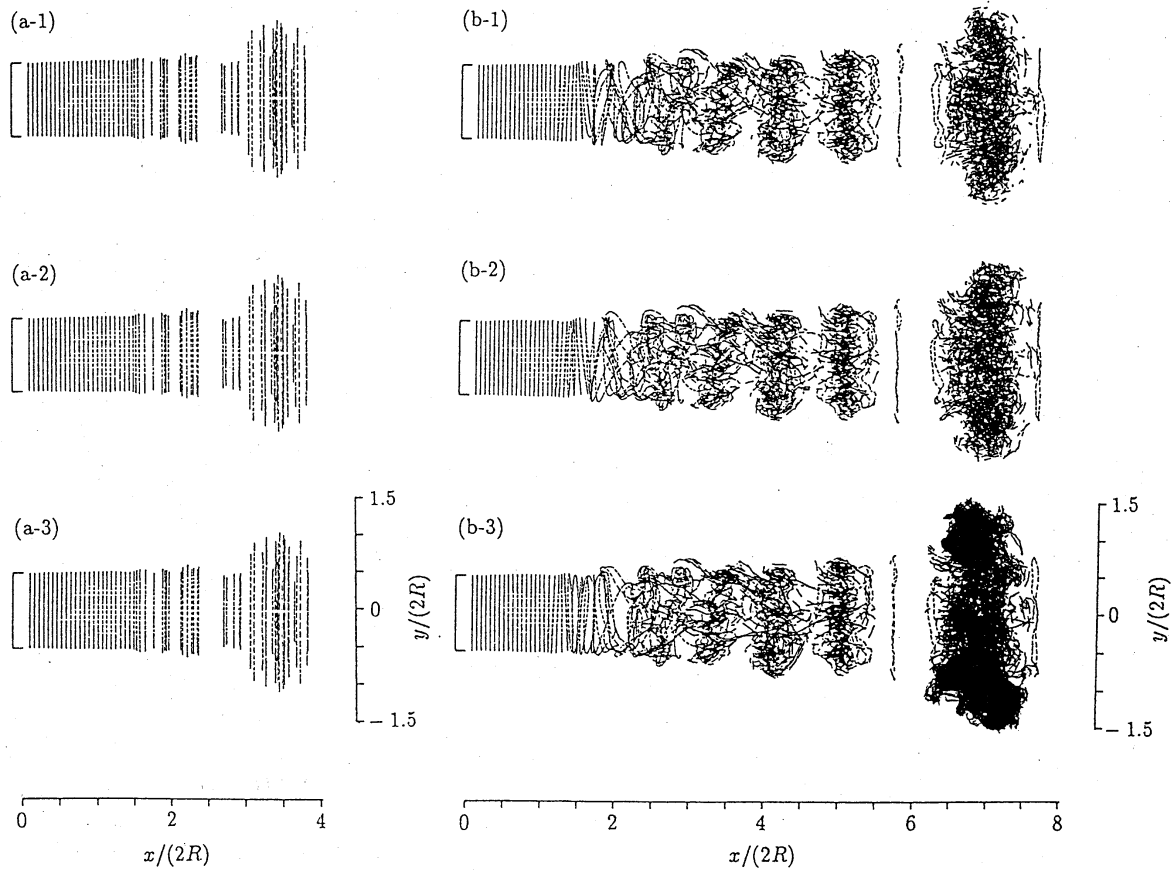 (a-1)
(b-1)
(a-2)
(b-2)
(a-3)
(b-3)
1.5
0
− 1.5
y/(2R)
1.5
0
− 1.5
y/(2R)
0 2 4
x/(2R)
0 2 4 6 8
x/(2R)